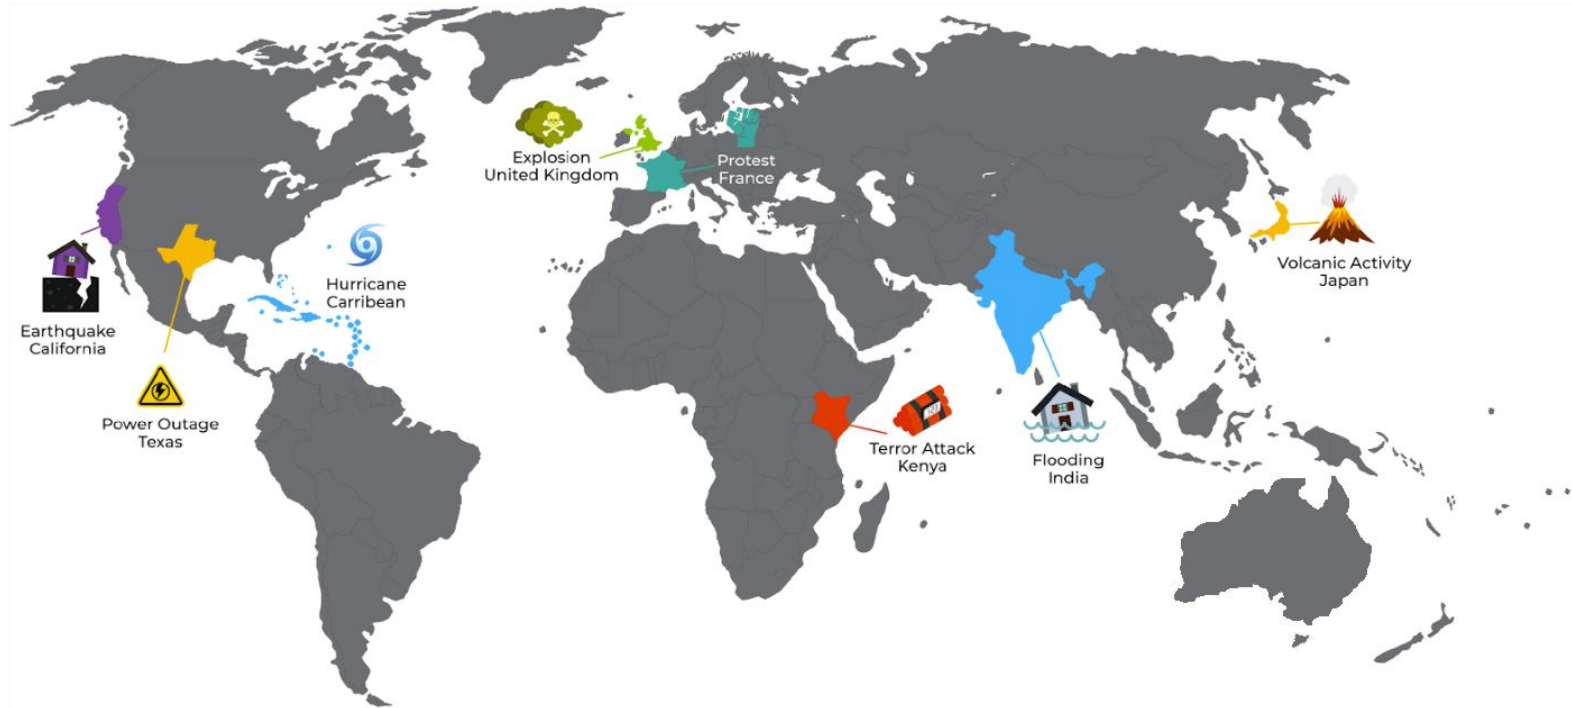 Explosion
United Kingdom
Protest
France
Hurricane
Carribean
Volcanic Activity
Japan
Earthquake
California
Power Outage
Texas
Terror Attack
Kenya
Flooding
India